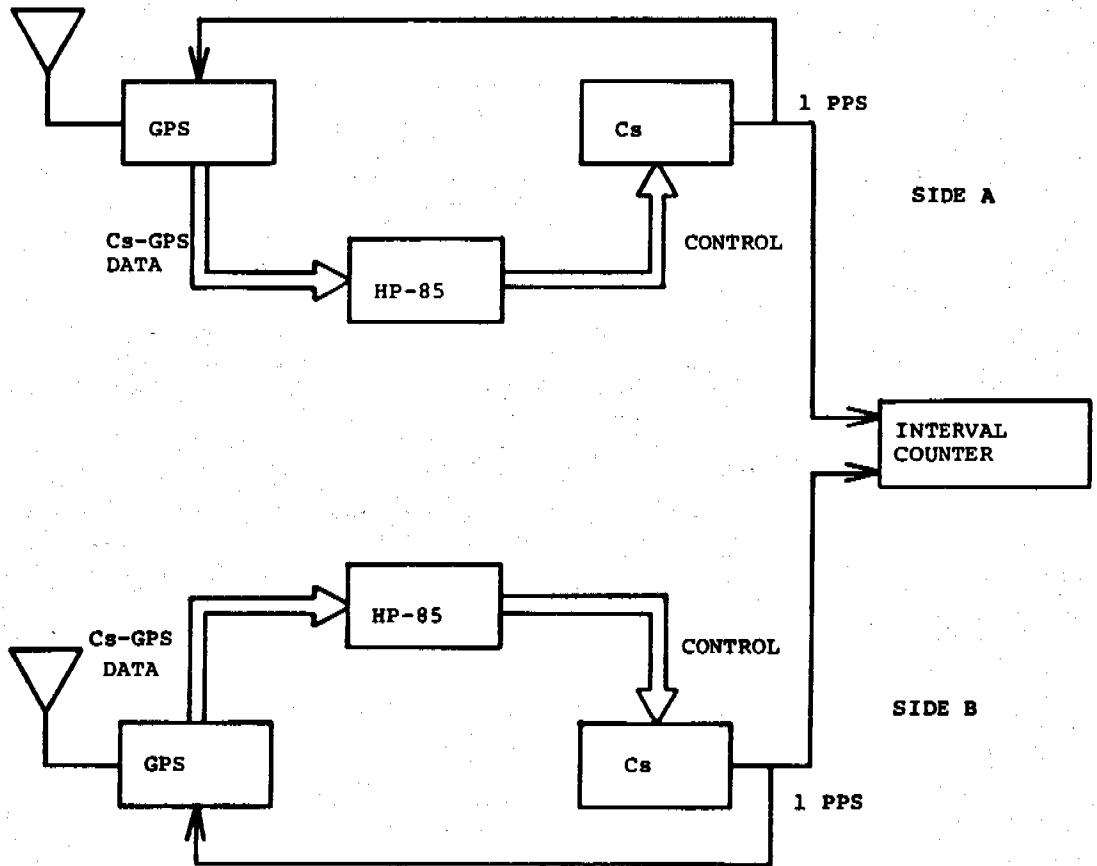 1 PPS
GPS
Cs
SIDE A
Cs-GPS
DATA
CONTROL
HP-85
INTERVAL
COUNTER
HP-85
Cs-GPS
DATA
CONTROL
SIDE B
GPS
Cs
1 PPS